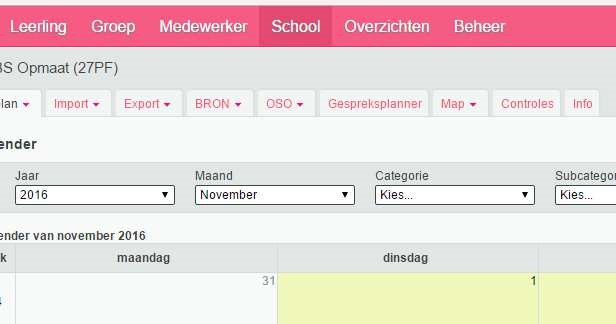 Leerling Groep Medewerker School Overzichten Beheer
BS Opmaat (27PF)
lan Import Export BRON OSO Gespreksplanner Map Controles Info
ender
Jaar Maand Categorie Subcategor
2016 November Kies... Kies...
ender van november 2016
k maandag dinsdag
31 1